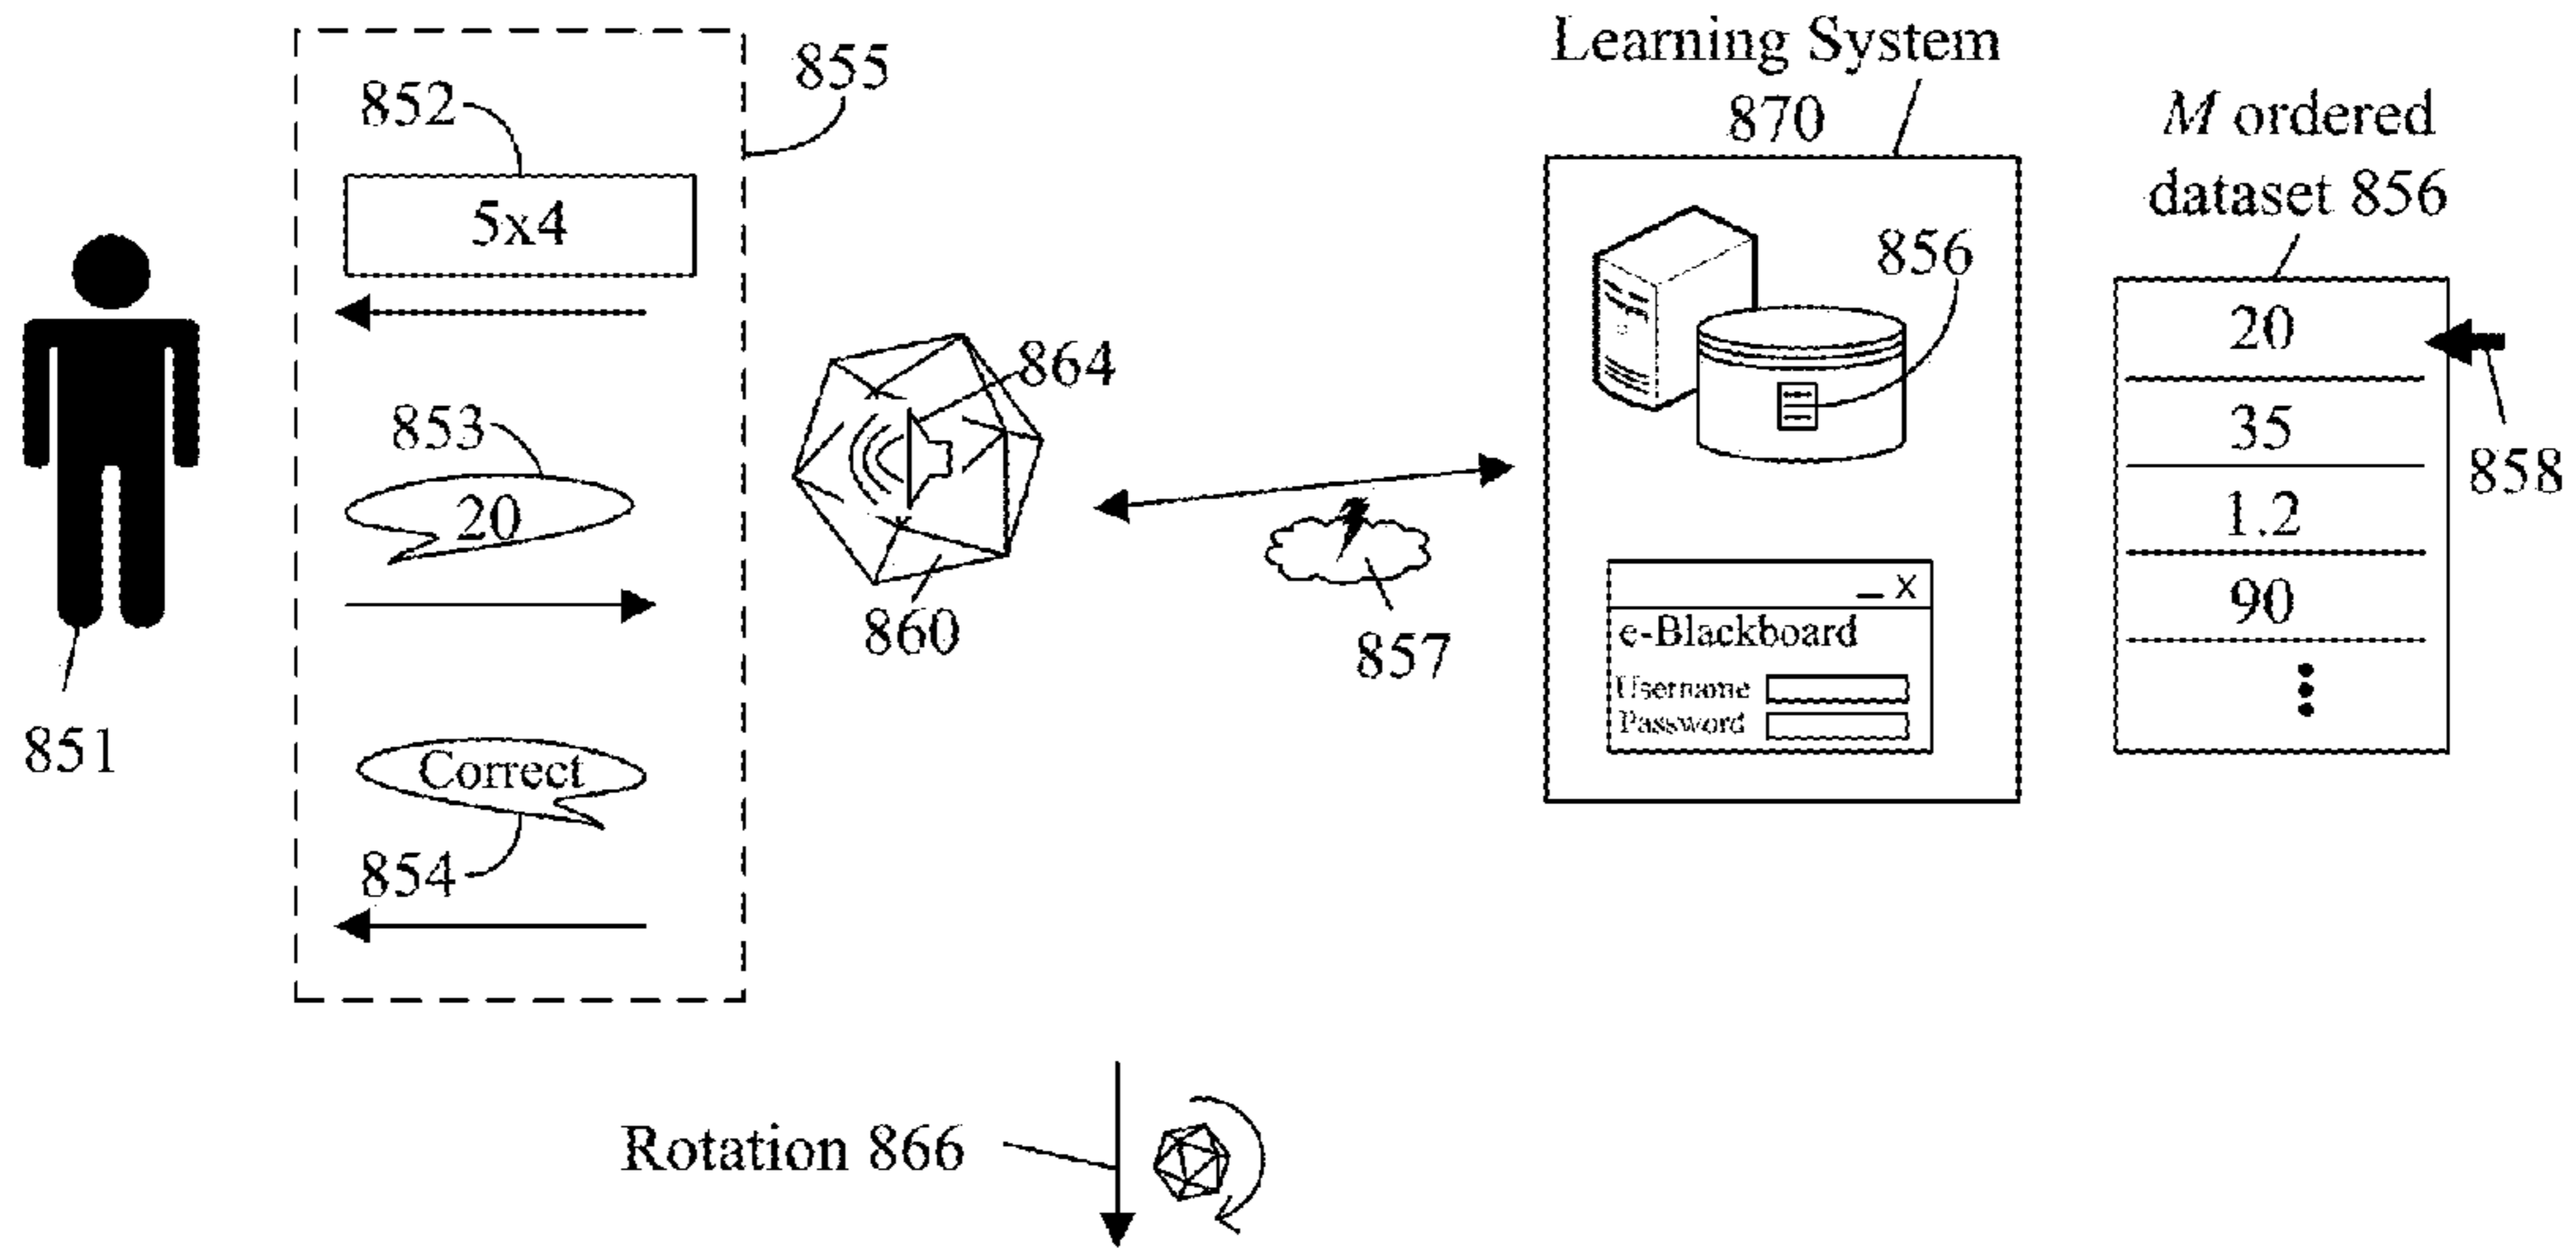 852
5x4
853
20
Correct
854
851
855
864
860
857
Learning System
870
856
_ X
e-Blackboard
Username
Password
M ordered
dataset 856
20
35
1.2
90
858
Rotation 866